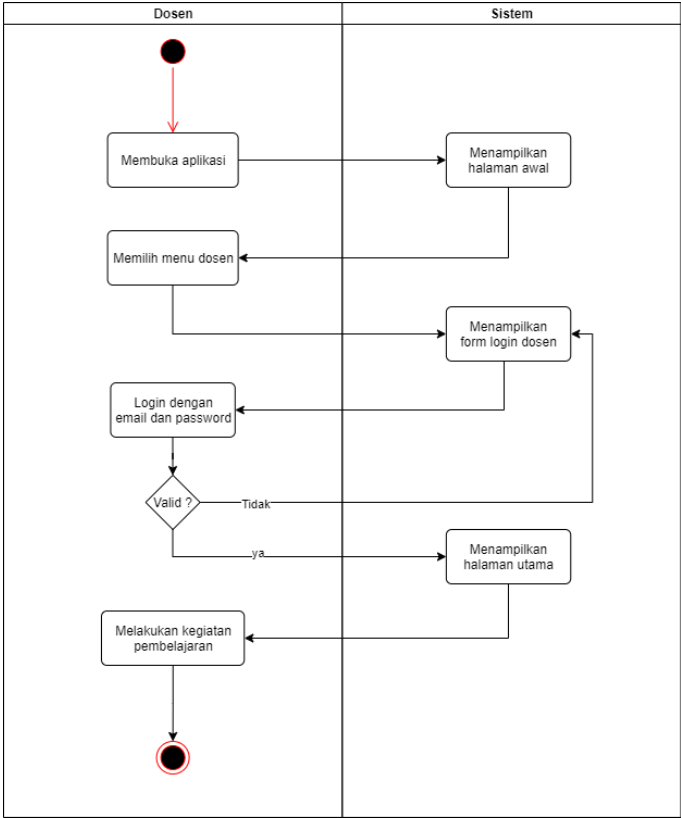 Dosen
Sistem
Membuka aplikasi
Menampilkan
halaman awal
Memilih menu dosen
Menampilkan
form login dosen
Login dengan
email dan password
Valid ?
Tidak
ya
Menampilkan
halaman utama
Melakukan kegiatan
pembelajaran